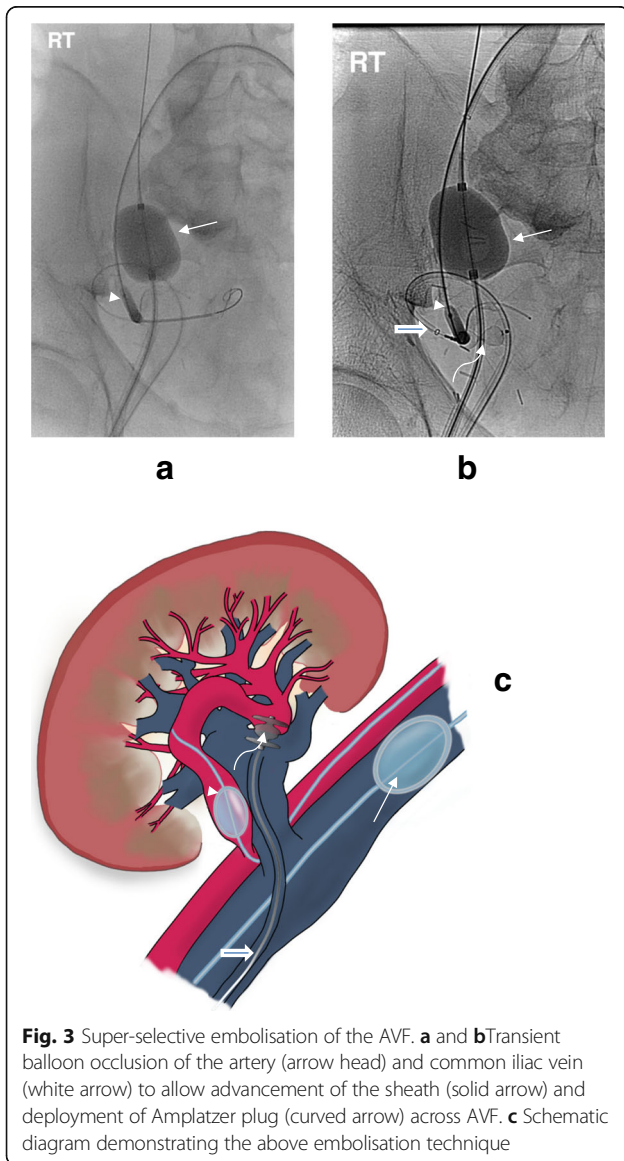 RT
RT
a
b
c
Fig. 3 Super-selective embolisation of the AVF. a and bTransient
balloon occlusion of the artery (arrow head) and common iliac vein
(white arrow) to allow advancement of the sheath (solid arrow) and
deployment of Amplatzer plug (curved arrow) across AVF. c Schematic
diagram demonstrating the above embolisation technique